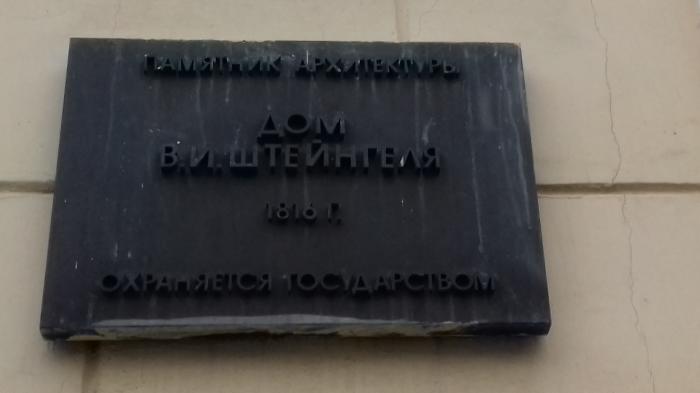 ПАМЯТНИК АРХИТЕКТУРЫ
ДОМ
В.И.ШТЕЙНГЕЛЯ
1816 Г.
ОХРАНЯЕТСЯ ГОСУДАРСТВОМ